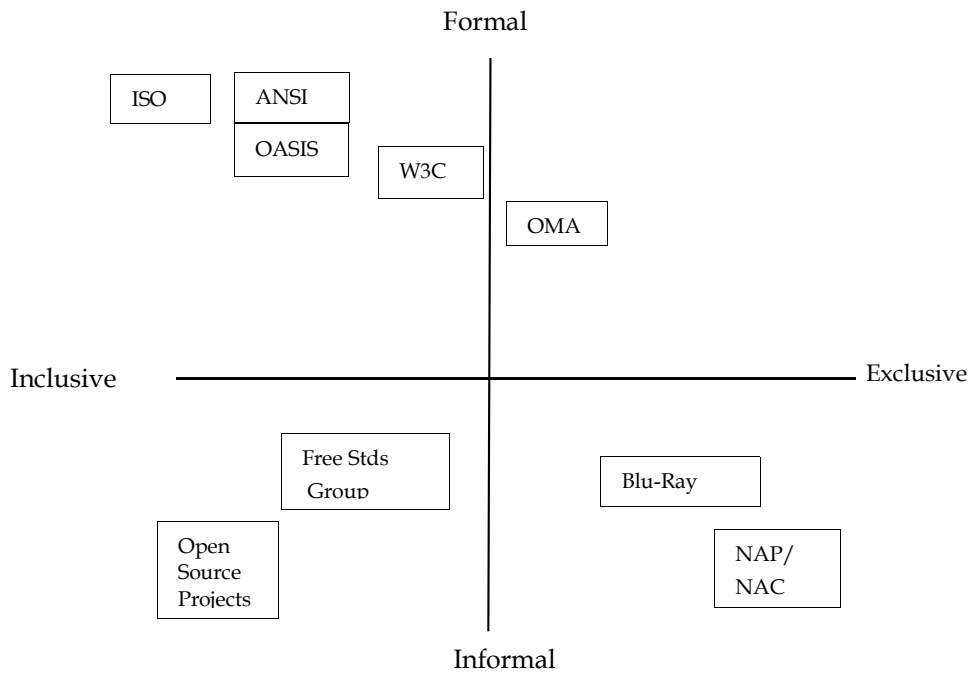 Formal
ISO
ANSI
OASIS
W3C
OMA
Inclusive
Exclusive
Free Stds
Group
Blu-Ray
Open
Source
Projects
NAP/
NAC
Informal